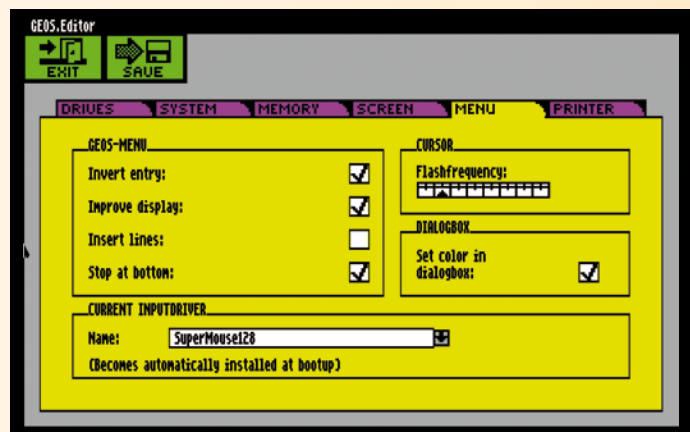 GEOS.Editor
EXIT
SAVE
DRIVES SYSTEM MEMORY SCREEN MENU PRINTER
GEOS-MENU
Invert entry:
Improve display:
Insert lines:
Stop at bottom:
CURSOR
Flashfrequency:
DIALOGBOX
Set color in
dialogbox:
CURRENT INPUTDRIVER
Name: SuperMouse128
(Becomes automatically installed at bootup)